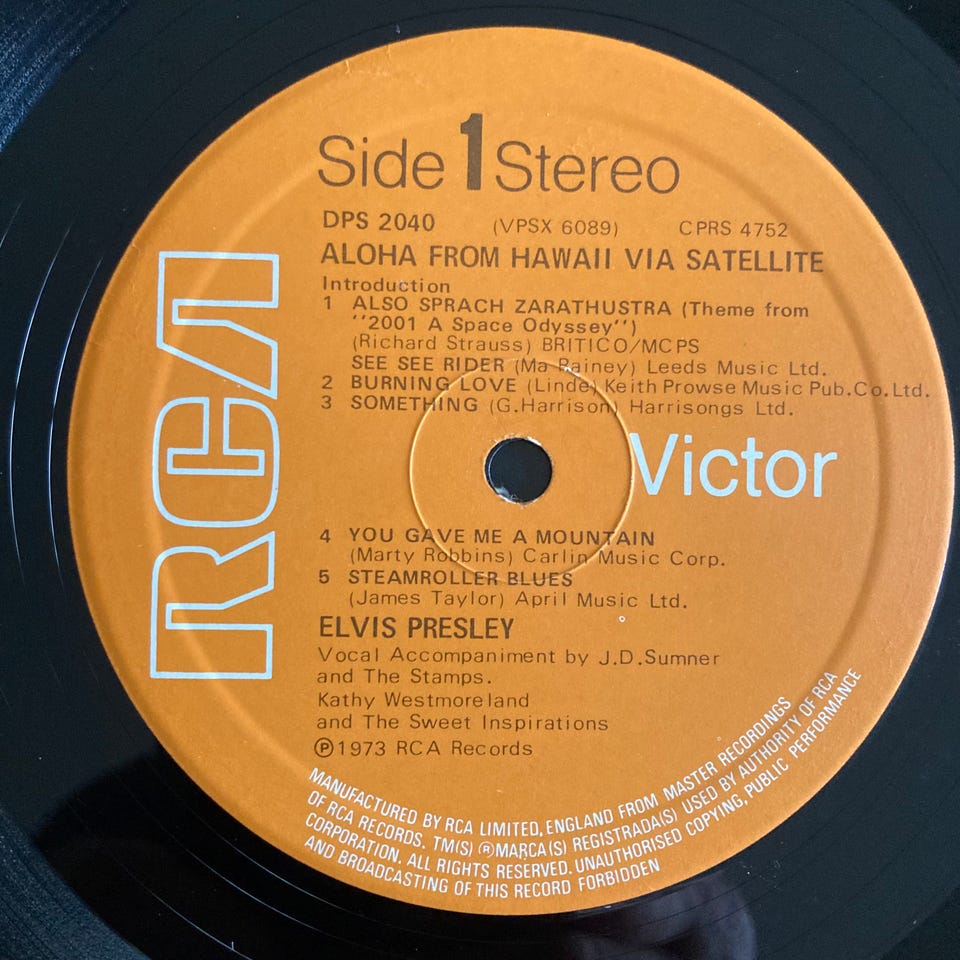 Side 1 Stereo
DPS 2040 (VPSX 6089) CPRS 4752
ALOHA FROM HAWAII VIA SATELLITE
Introduction
1 ALSO SPRACH ZARATHUSTRA (Theme from
"2001 A Space Odyssey")
(Richard Strauss) BRITICO/MCPS
SEE SEE RIDER (Ma Rainey) Leeds Music Ltd.
2 BURNING LOVE (Linde) Keith Prowse Music Pub.Co.Ltd.
3 SOMETHING (G.Harrison) Harrisongs Ltd.
RCA
Victor
4 YOU GAVE ME A MOUNTAIN
(Marty Robbins) Carlin Music Corp.
5 STEAMROLLER BLUES
(James Taylor) April Music Ltd.
ELVIS PRESLEY
Vocal Accompaniment by J.D.Sumner
and The Stamps.
Kathy Westmoreland
and The Sweet Inspirations
℗1973 RCA Records
MANUFACTURED BY RCA LIMITED, ENGLAND FROM MASTER RECORDINGS
OF RCA RECORDS. TM(S) ® MARCA(S) REGISTRADA(S) USED BY AUTHORITY OF RCA
CORPORATION. ALL RIGHTS RESERVED. UNAUTHORISED COPYING, PUBLIC PERFORMANCE
AND BROADCASTING OF THIS RECORD FORBIDDEN